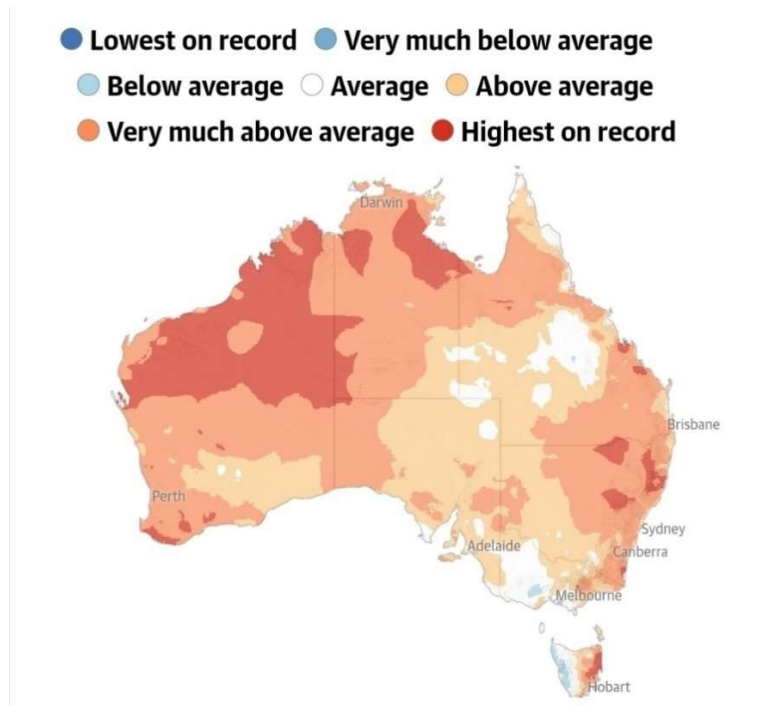 Lowest on record Very much below average
Below average Average Above average
Very much above average Highest on record
Darwin
Brisbane
Perth
Sydney
Adelaide
Canberra
Melbourne
Hobart